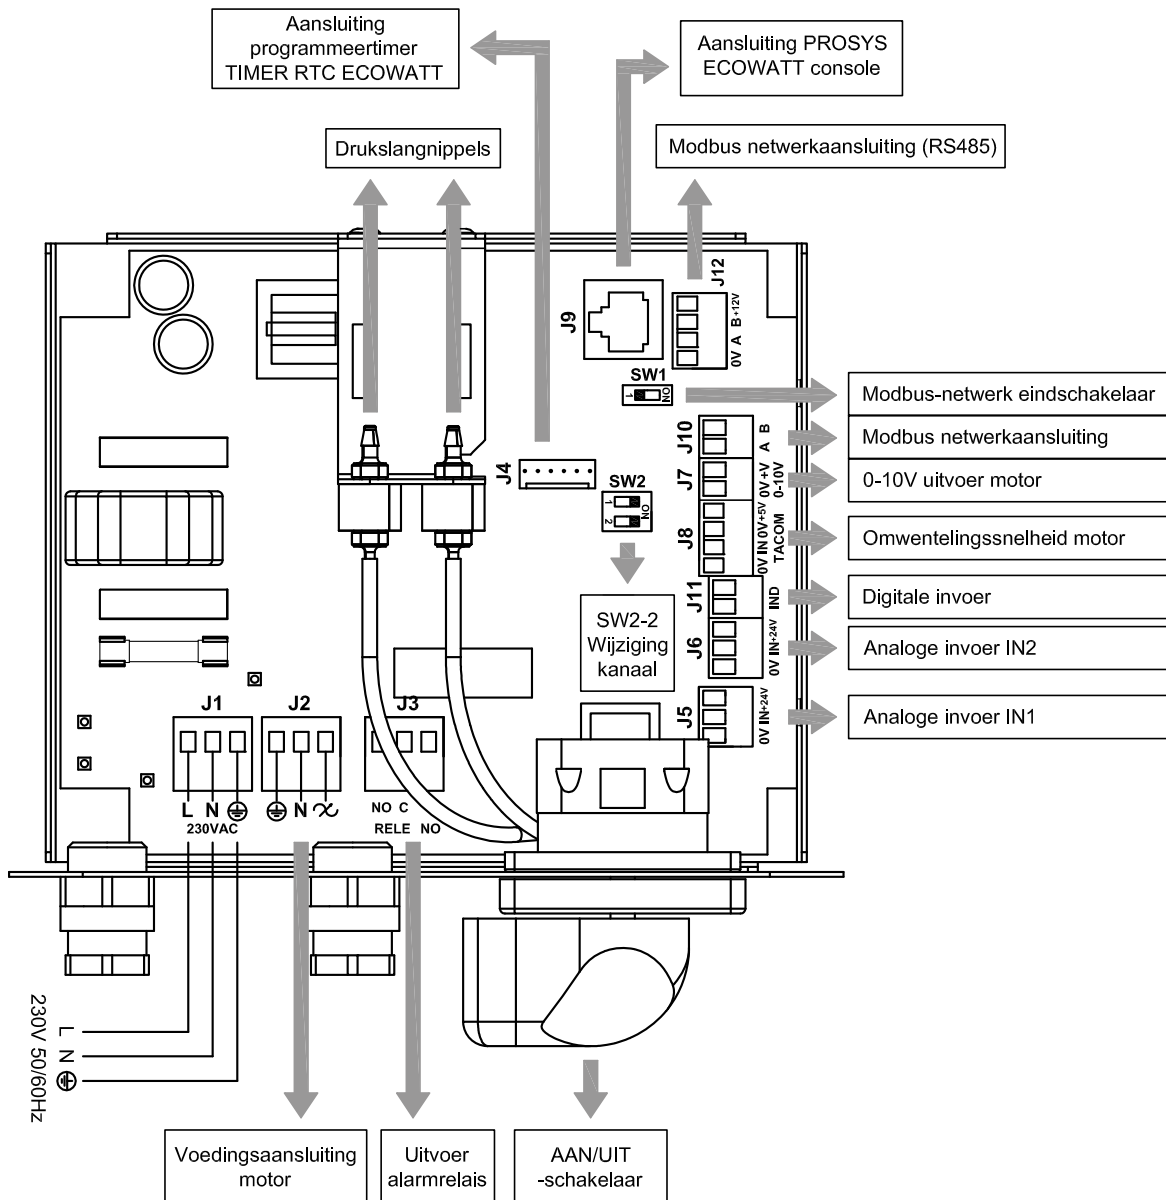 Aansluiting
programmeertimer
TIMER RTC ECOWATT
Aansluiting PROSYS
ECOWATT console
Drukslangnippels
Modbus netwerkaansluiting (RS485)
J12
0V A B +12V
J9
SW1
1 ON
Modbus-netwerk eindschakelaar
J10
A B
Modbus netwerkaansluiting
J4
SW2
1
2
ON
J7
0V +V
0-10V
0-10V uitvoer motor
J8
0V IN 0V +5V
TACOM
Omwentelingssnelheid motor
J11
IND
Digitale invoer
SW2-2
Wijziging
kanaal
J6
0V IN +24V
Analoge invoer IN2
J5
0V IN +24V
Analoge invoer IN1
J1
J2
J3
L N
230VAC
N
NO C
RELE NO
L
N
230V 50/60Hz
Voedingsaansluiting
motor
Uitvoer
alarmrelais
AAN/UIT
-schakelaar